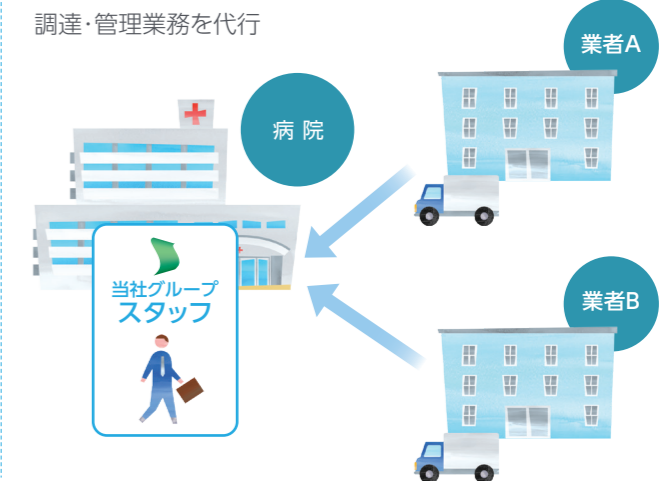 調達・管理業務を代行
業者A
病 院
当社グループ
スタッフ
業者B